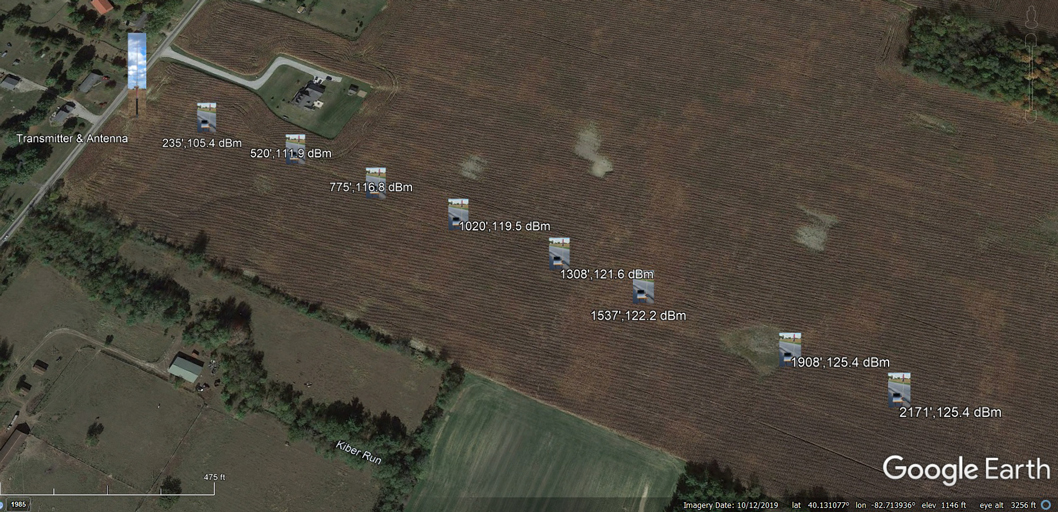 Transmitter & Antenna
235',105.4 dBm
520',111.9 dBm
775',116.8 dBm
1020',119.5 dBm
1308',121.6 dBm
1537',122.2 dBm
1908',125.4 dBm
2171',125.4 dBm
Kiber Run
Google Earth
475 ft
1985
Imagery Date: 10/12/2019 lat 40.131077° lon -82.713936° elev 1146 ft eye alt 3256 ft